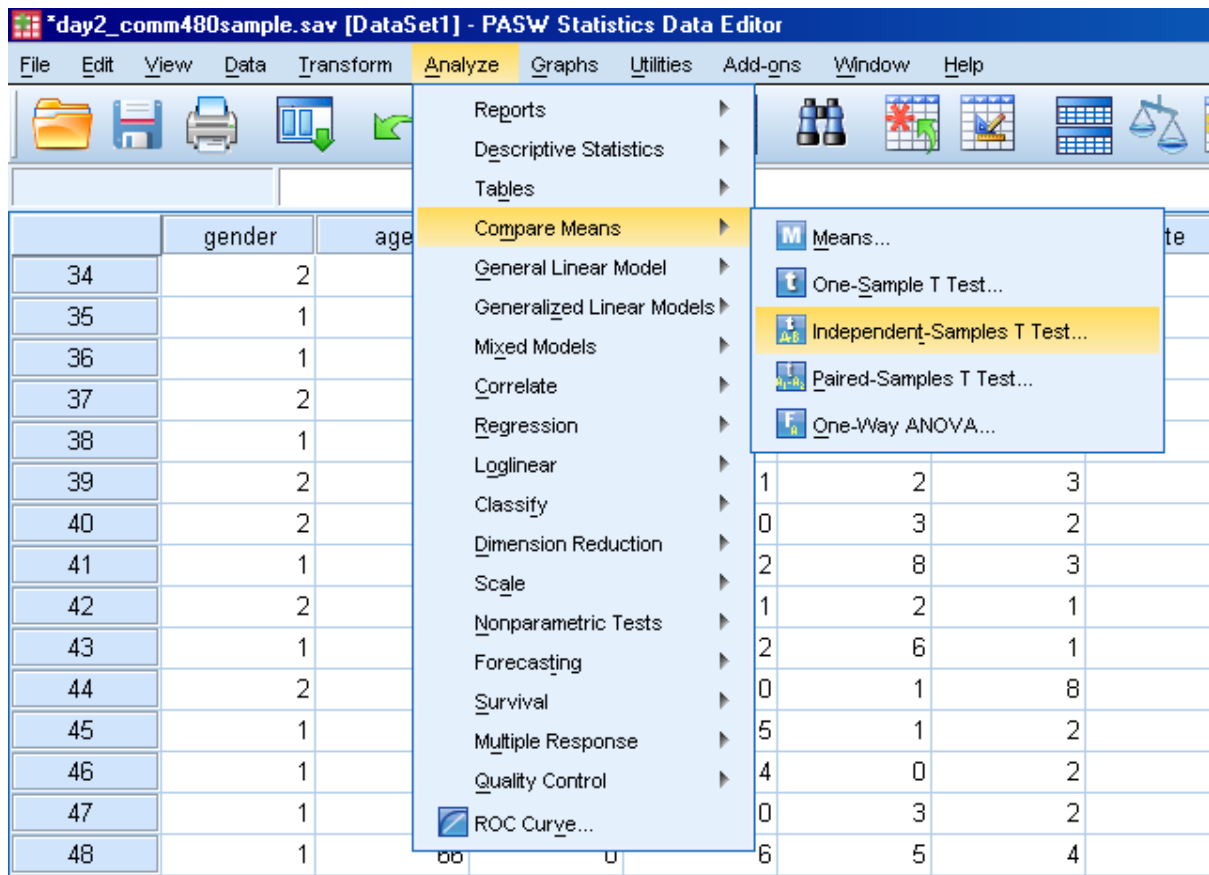 *day2_comm480sample.sav [DataSet1] - PASW Statistics Data Editor
File Edit View Data Transform Analyze Graphs Utilities Add-ons Window Help
Reports
Descriptive Statistics
Tables
Compare Means
General Linear Model
Generalized Linear Models
Mixed Models
Correlate
Regression
Loglinear
Classify
Dimension Reduction
Scale
Nonparametric Tests
Forecasting
Survival
Multiple Response
Quality Control
ROC Curve...
M Means...
t One-Sample T Test...
Independent-Samples T Test...
Paired-Samples T Test...
One-Way ANOVA...
gender age te
34 2
35 1
36 1
37 2
38 1
39 2 1 2 3
40 2 0 3 2
41 1 2 8 3
42 2 1 2 1
43 1 2 6 1
44 2 0 1 8
45 1 5 1 2
46 1 4 0 2
47 1 0 3 2
48 1 66 0 6 5 4